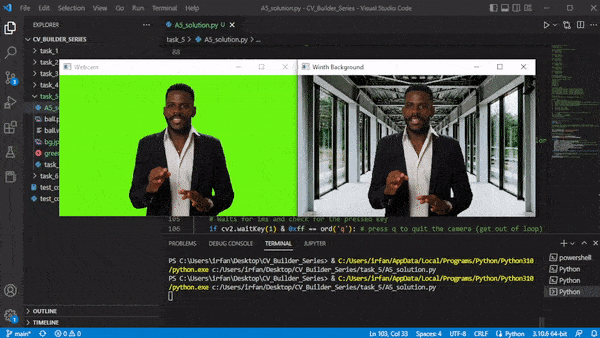 File Edit Selection View Go Run Terminal Help
A5_solution.py - CV_Builder_Series - Visual Studio Code
EXPLORER
A5_solution.py U
CV_BUILDER_SERIES
task_5 > A5_solution.py > ...
task_1
88
task_2
task_3
Webcam
Winth Background
task_4
task_5
A5_so
ball.p
ball.w
bg.jp
gree
task_
task_6
test_co
test_co
105 # Waits for 1ms and check for the pressed key
106 if cv2.waitKey(1) & 0xff == ord('q'): # press q to quit the camera (get out of loop)
PROBLEMS DEBUG CONSOLE TERMINAL JUPYTER
PS C:\Users\irfan\Desktop\CV_Builder_Series> & C:/Users/irfan/AppData/Local/Programs/Python/Python310
/python.exe c:/Users/irfan/Desktop/CV_Builder_Series/task_5/A5_solution.py
PS C:\Users\irfan\Desktop\CV_Builder_Series> & C:/Users/irfan/AppData/Local/Programs/Python/Python310
/python.exe c:/Users/irfan/Desktop/CV_Builder_Series/task_5/A5_solution.py
powershell
Python
Python
Python
OUTLINE
TIMELINE
main* 0 0
Ln 103, Col 33 Spaces: 4 UTF-8 CRLF Python 3.10.6 64-bit